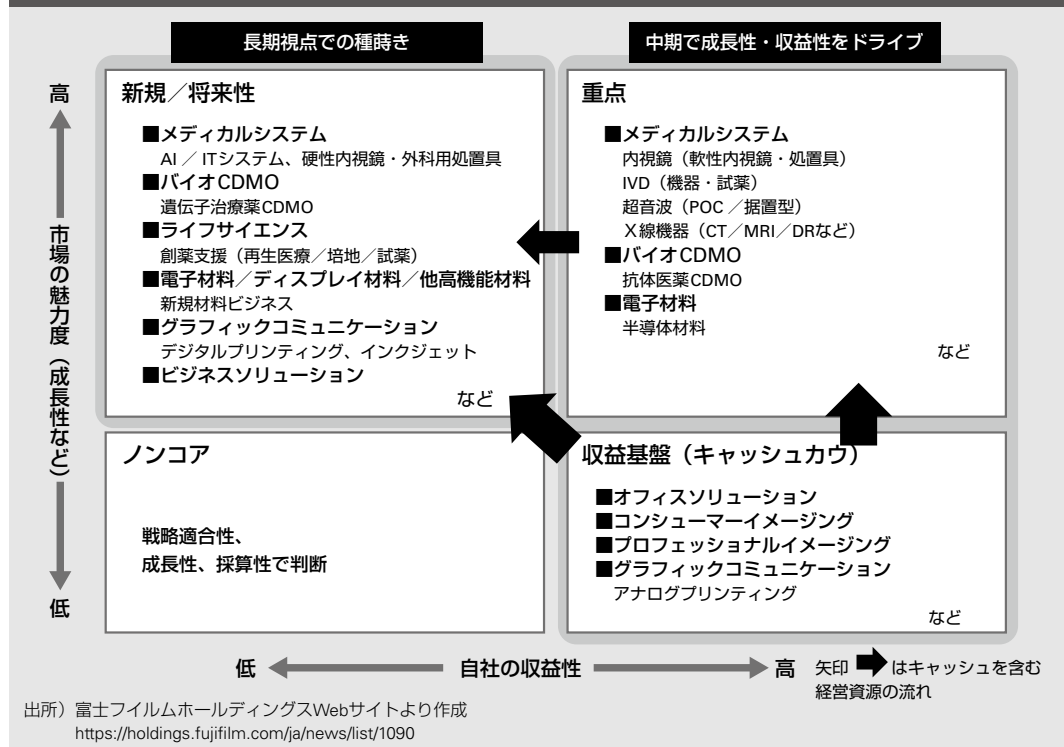 長期視点での種蒔き
中期で成長性・収益性をドライブ
高
市場の魅力度（成長性など）
低
新規／将来性
■メディカルシステム
AI ／ ITシステム、硬性内視鏡・外科用処置具
■バイオCDMO
遺伝子治療薬CDMO
■ライフサイエンス
創薬支援（再生医療／培地／試薬）
■電子材料／ディスプレイ材料／他高機能材料
新規材料ビジネス
■グラフィックコミュニケーション
デジタルプリンティング、インクジェット
■ビジネスソリューション
など
重点
■メディカルシステム
内視鏡（軟性内視鏡・処置具）
IVD（機器・試薬）
超音波（POC ／据置型）
Ｘ線機器（CT／MRI／DRなど）
■バイオCDMO
抗体医薬CDMO
■電子材料
半導体材料
など
ノンコア
戦略適合性、
成長性、採算性で判断
収益基盤（キャッシュカウ）
■オフィスソリューション
■コンシューマーイメージング
■プロフェッショナルイメージング
■グラフィックコミュニケーション
アナログプリンティング
など
低
自社の収益性
高
矢印 はキャッシュを含む
経営資源の流れ
出所）富士フイルムホールディングスWebサイトより作成
https://holdings.fujifilm.com/ja/news/list/1090